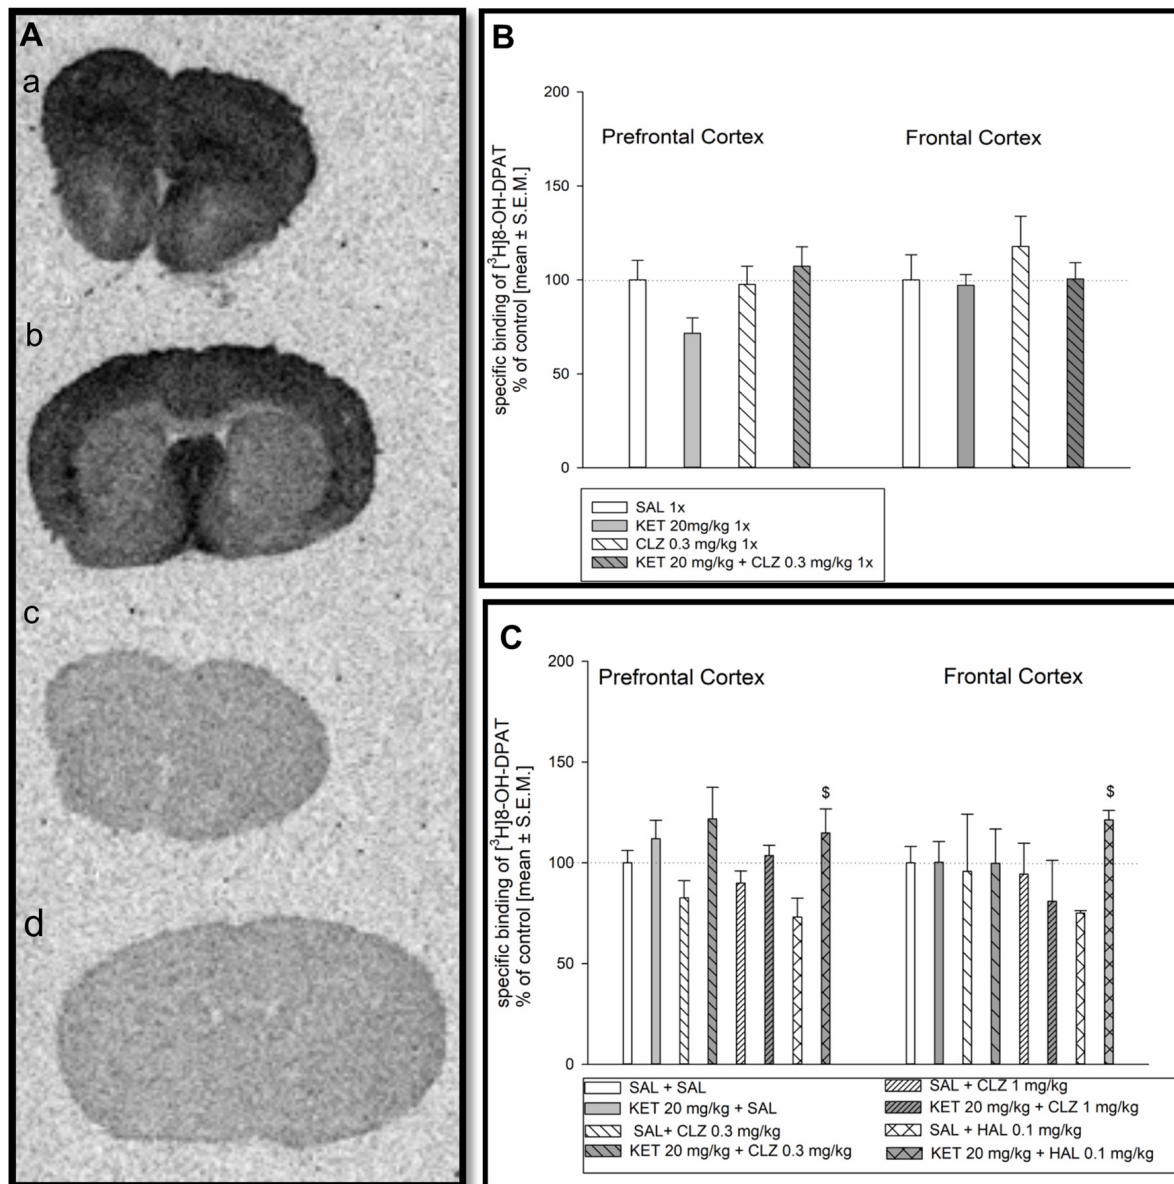 A
a
b
c
d
B
200
150
100
50
0
specific binding of [³H]8-OH-DPAT
% of control [mean ± S.E.M.]
Prefrontal Cortex
Frontal Cortex
SAL 1x
KET 20mg/kg 1x
CLZ 0.3 mg/kg 1x
KET 20 mg/kg + CLZ 0.3 mg/kg 1x
C
200
150
100
50
0
specific binding of [³H]8-OH-DPAT
% of control [mean ± S.E.M.]
Prefrontal Cortex
Frontal Cortex
$
$
SAL + SAL
KET 20 mg/kg + SAL
SAL+ CLZ 0.3 mg/kg
KET 20 mg/kg + CLZ 0.3 mg/kg
SAL + CLZ 1 mg/kg
KET 20 mg/kg + CLZ 1 mg/kg
SAL + HAL 0.1 mg/kg
KET 20 mg/kg + HAL 0.1 mg/kg